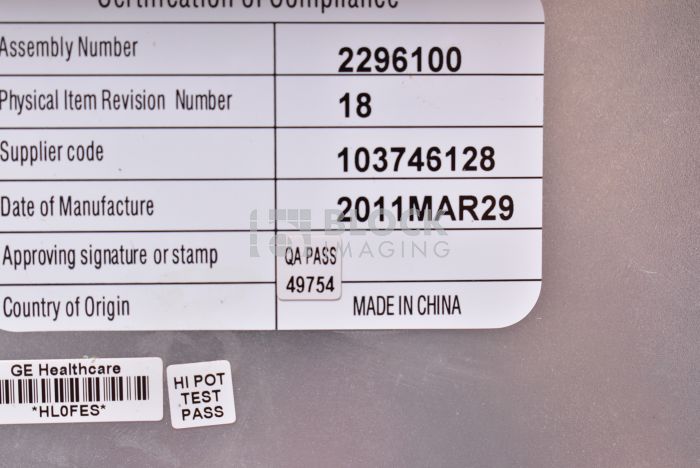 Certification of Compliance
Assembly Number 2296100
Physical Item Revision Number 18
Supplier code 103746128
Date of Manufacture 2011MAR29
BLOCK
IMAGING
Approving signature or stamp QA PASS
49754
Country of Origin MADE IN CHINA
GE Healthcare
*HL0FES*
HI POT
TEST
PASS